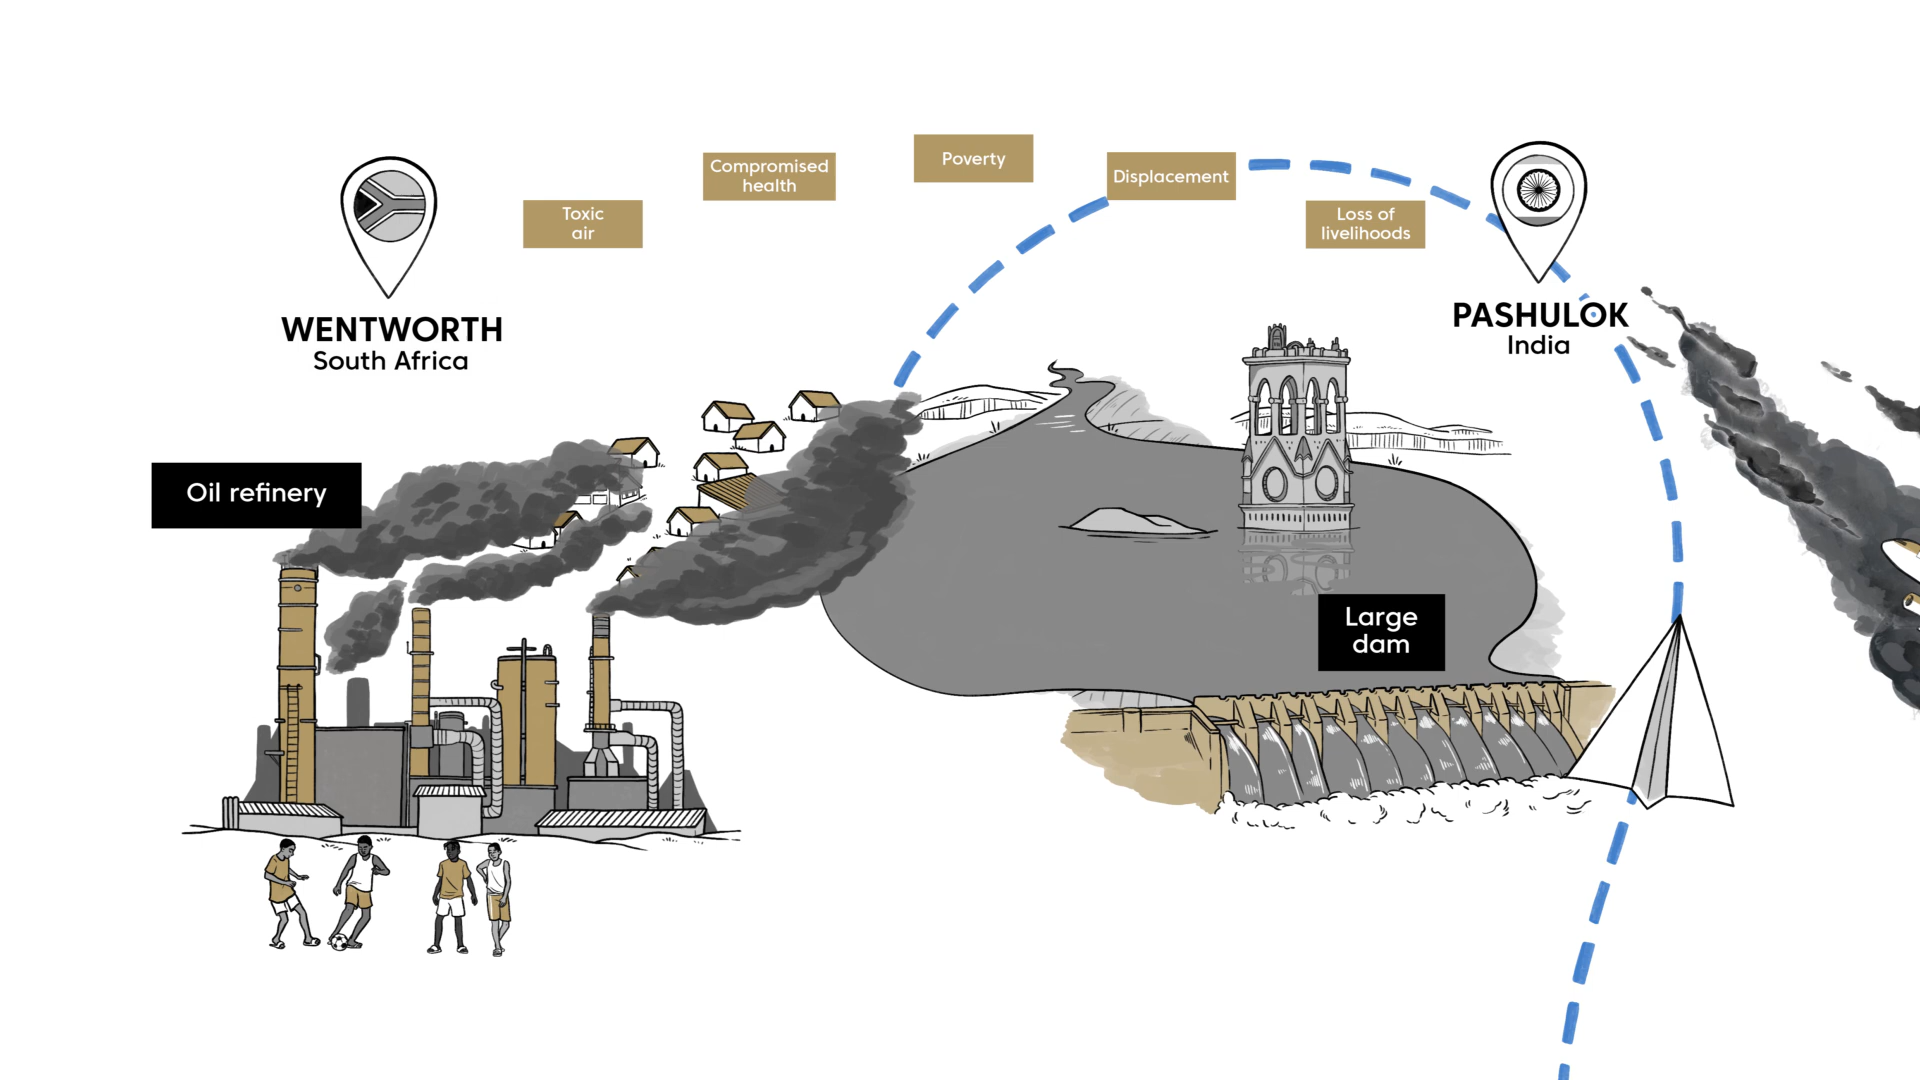 WENTWORTH
South Africa
Toxic
air
Compromised
health
Poverty
Displacement
Loss of
livelihoods
PASHULOK
India
Oil refinery
Large
dam